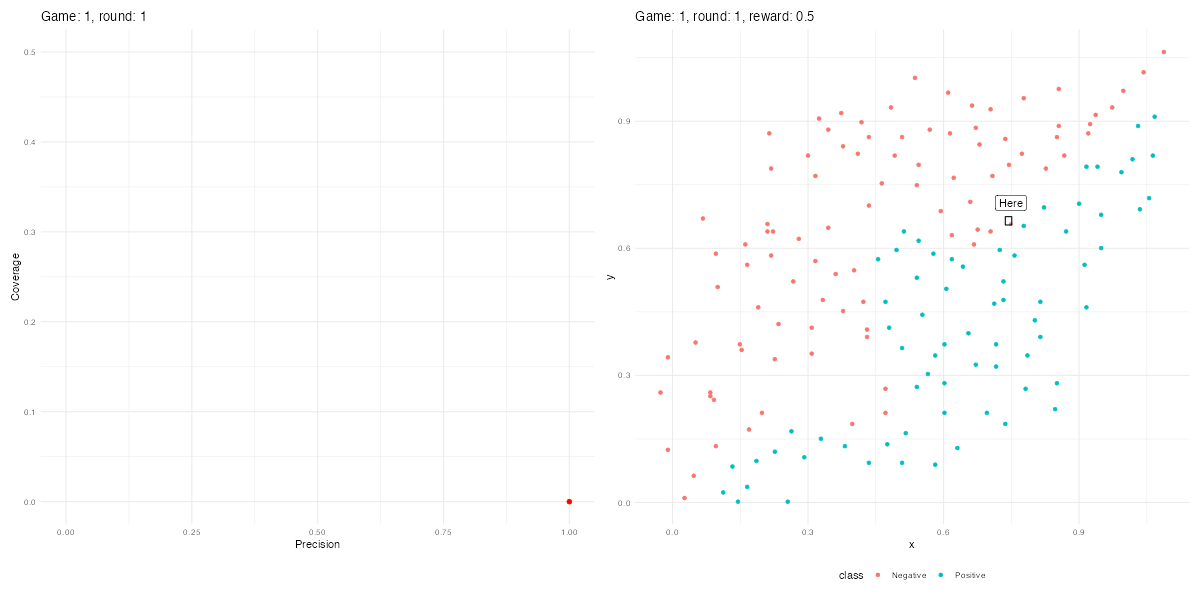 Game: 1, round: 1
0.5
0.4
0.3
0.2
0.1
0.0
Coverage
0.00 0.25 0.50 0.75 1.00
Precision
Game: 1, round: 1, reward: 0.5
0.9
0.6
0.3
0.0
y
Here
0.0 0.3 0.6 0.9
x
class Negative Positive